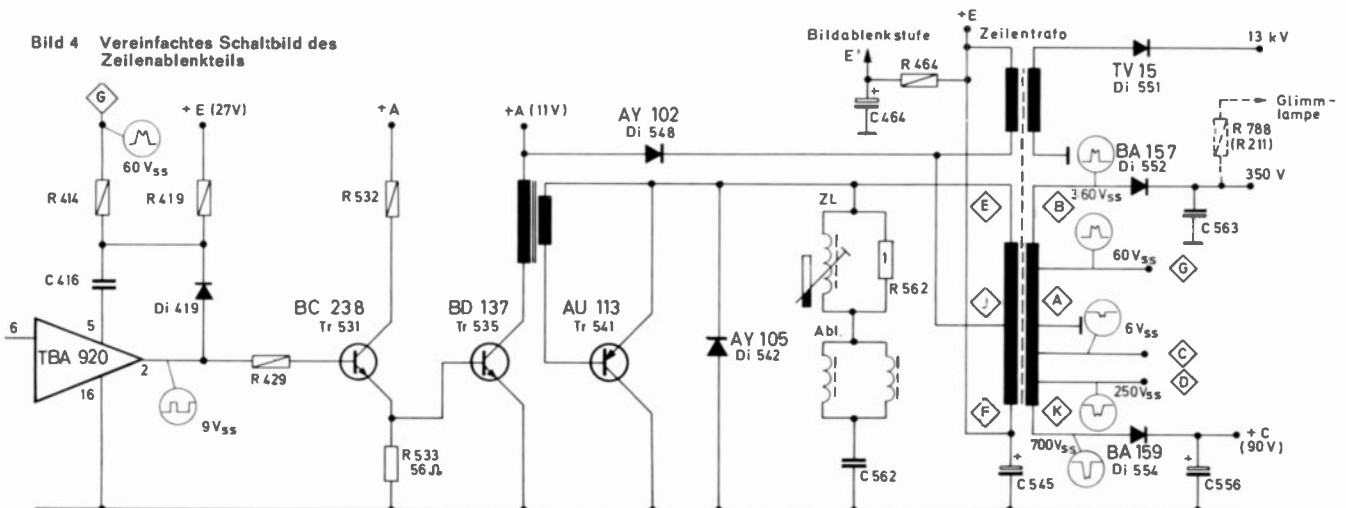 Bild 4 Vereinfachtes Schaltbild des
Zeilenablenkteils
G
60 Vss
+E (27V)
R 414
R 419
C 416
Di 419
6
5
TBA 920
2
16
9 Vss
R 429
+A
R 532
BC 238
Tr 531
R 533
56 Ω
+A (11V)
BD 137
Tr 535
AY 102
Di 548
AU 113
Tr 541
AY 105
Di 542
Bildablenkstufe
E'
R 464
+
C 464
ZL
1
R 562
Abl.
C 562
+E
Zeilentrafo
E
J
F
+
C 545
TV 15
Di 551
13 kV
Glimm-
lampe
R 788
(R 211)
BA 157
Di 552
350 V
360 Vss
B
C 563
60 Vss
G
A
6 Vss
C
D
250 Vss
K
700 Vss
BA 159
Di 554
+C
(90 V)
+
C 556